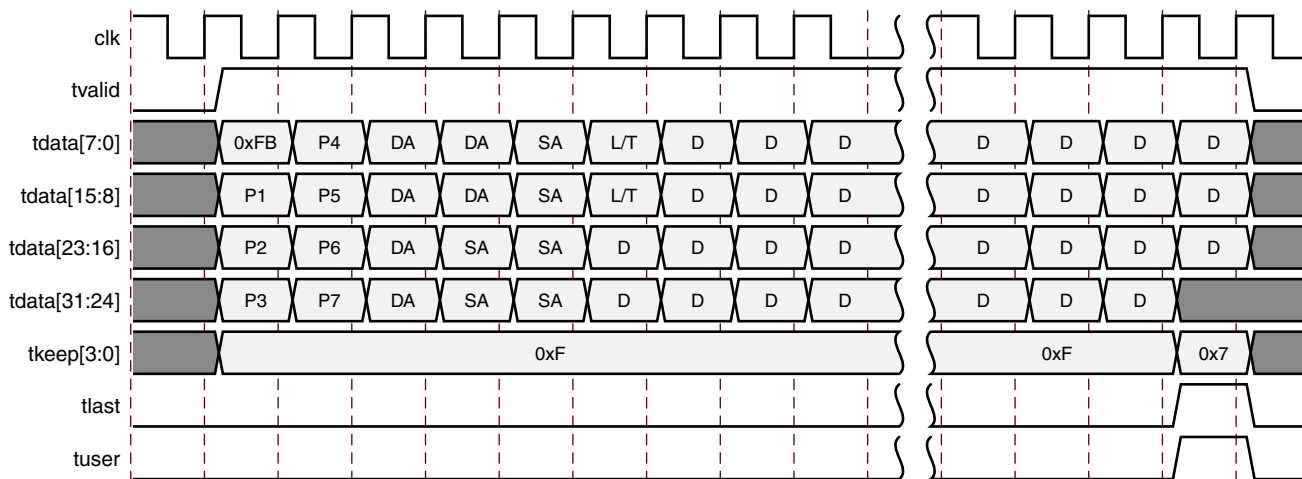 clk
tvalid
tdata[7:0] 0xFB P4 DA DA SA L/T D D D D D D D
tdata[15:8] P1 P5 DA DA SA L/T D D D D D D D
tdata[23:16] P2 P6 DA SA SA D D D D D D D D
tdata[31:24] P3 P7 DA SA SA D D D D D D D
tkeep[3:0] 0xF 0xF 0x7
tlast
tuser